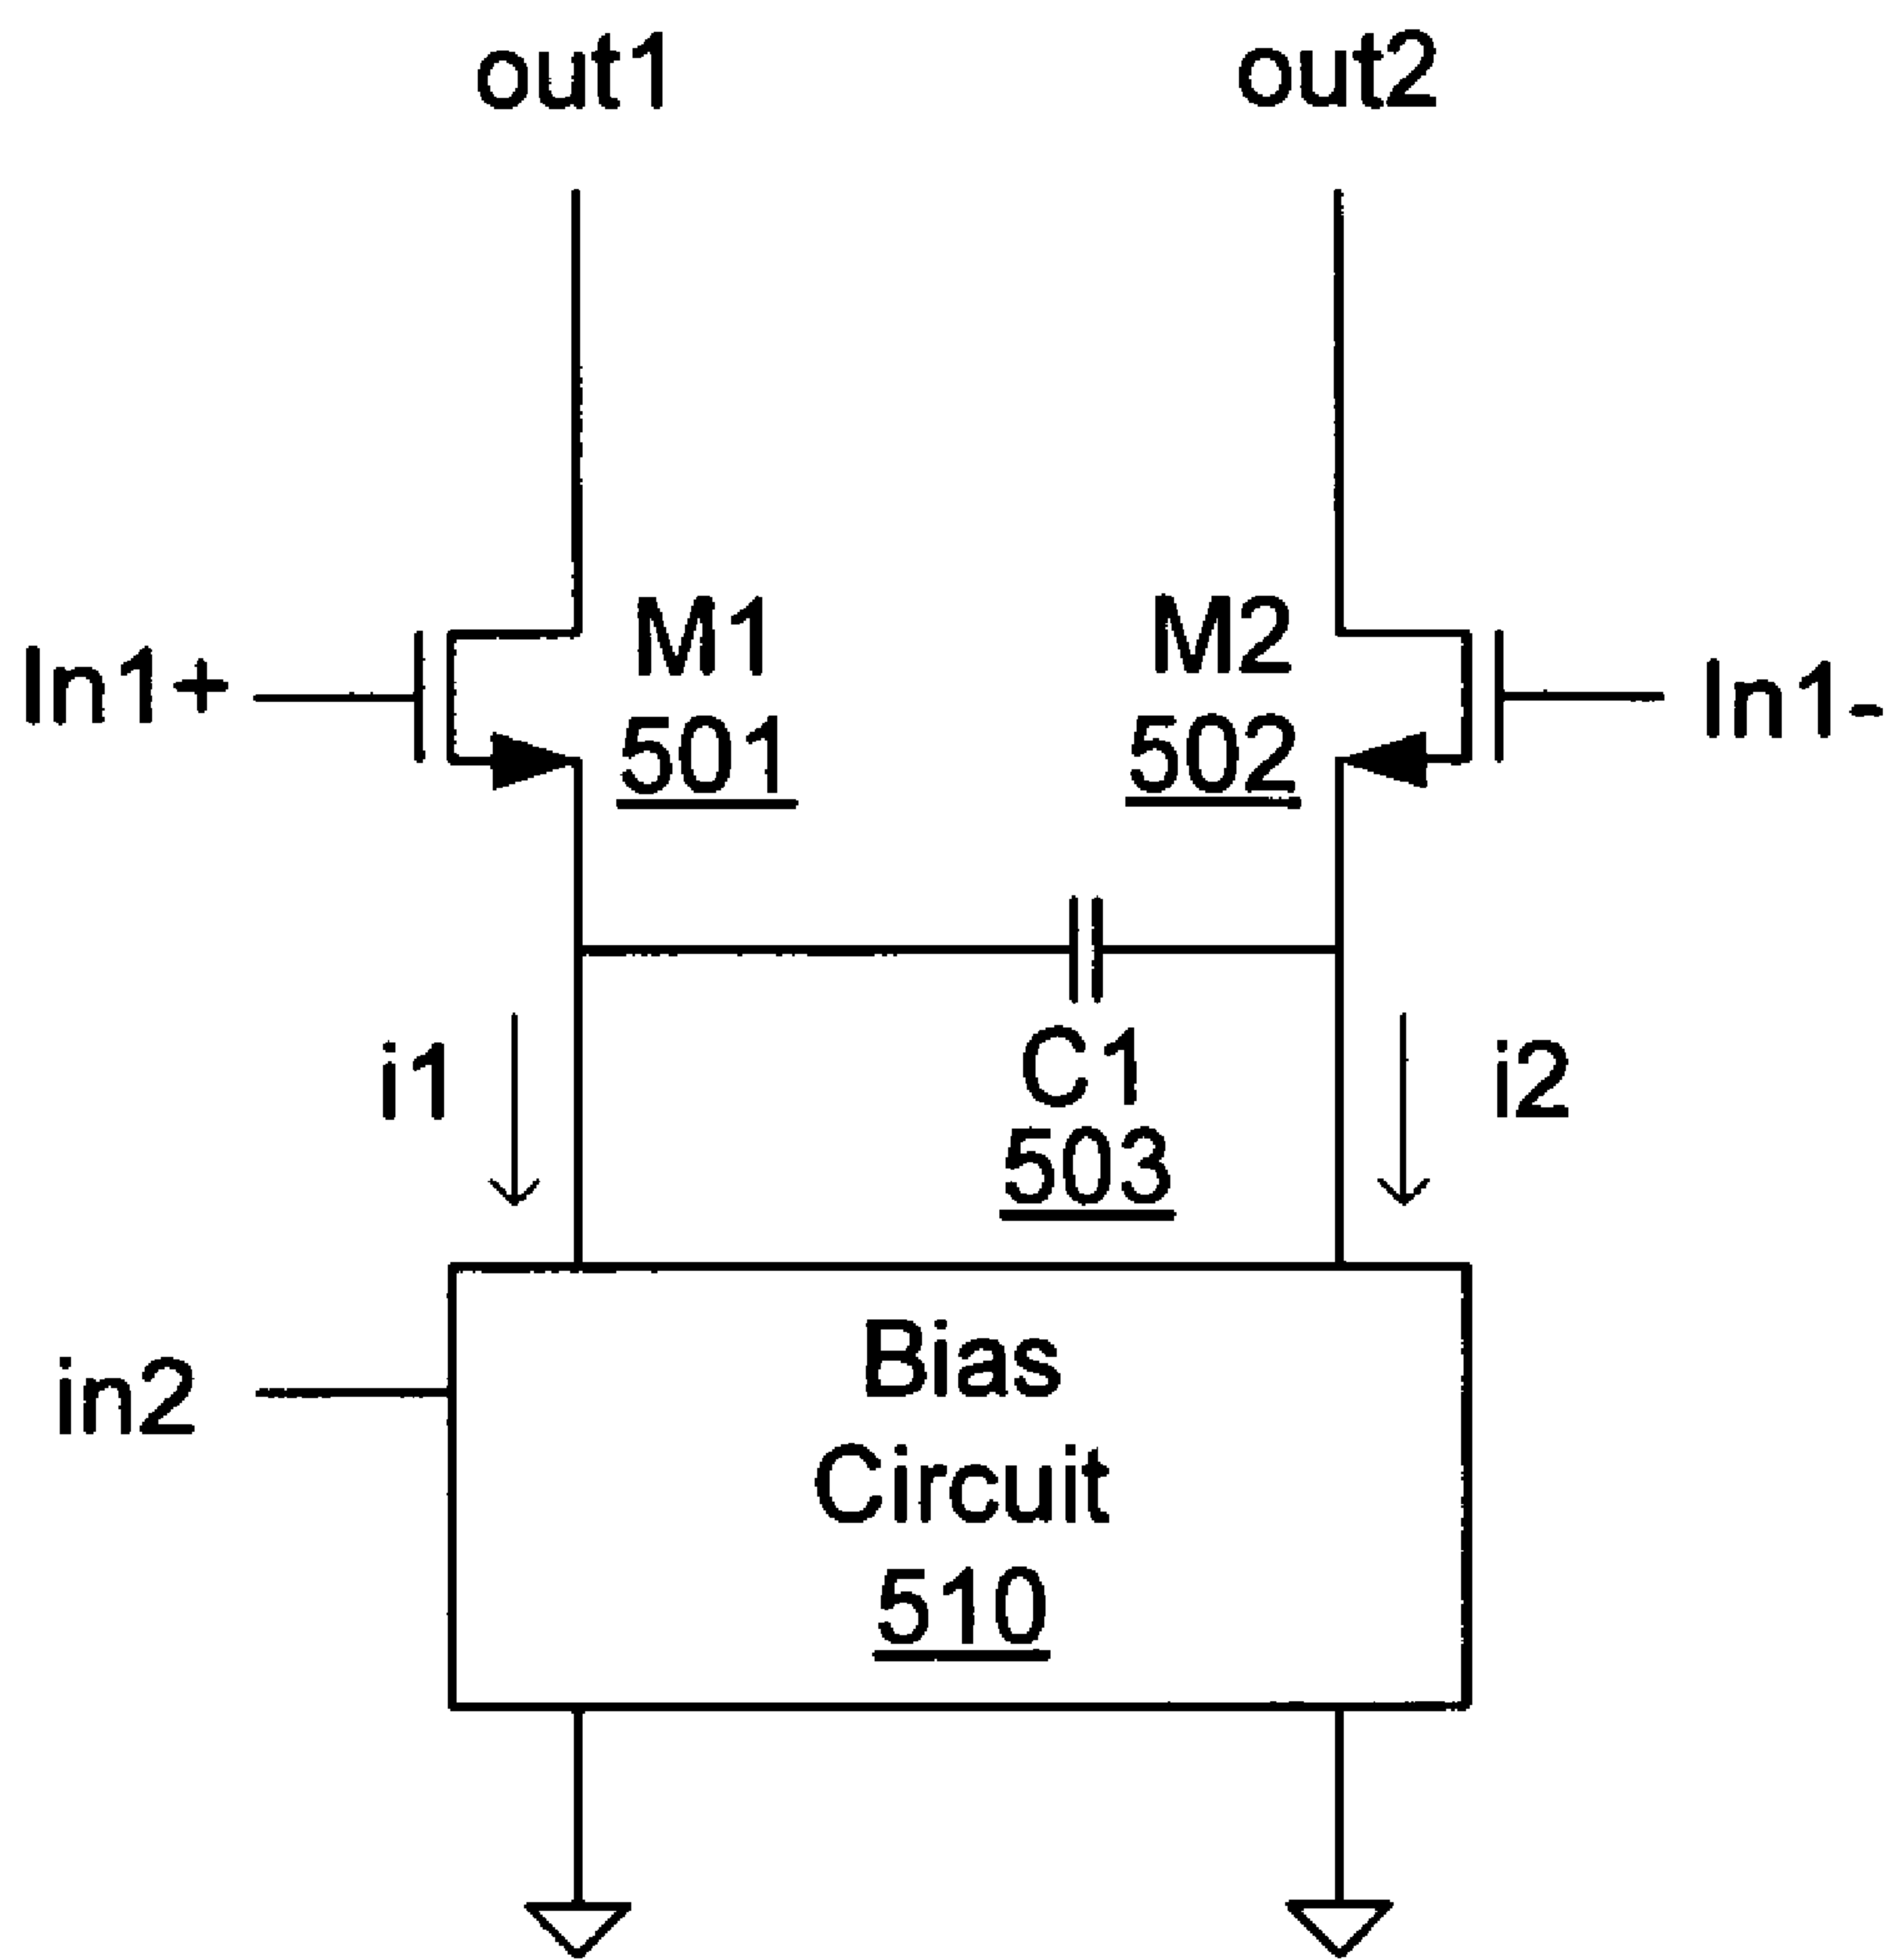 out1 out2
In1+ M1 M2 In1-
501 502
i1 C1 i2
503
in2 Bias
Circuit
510